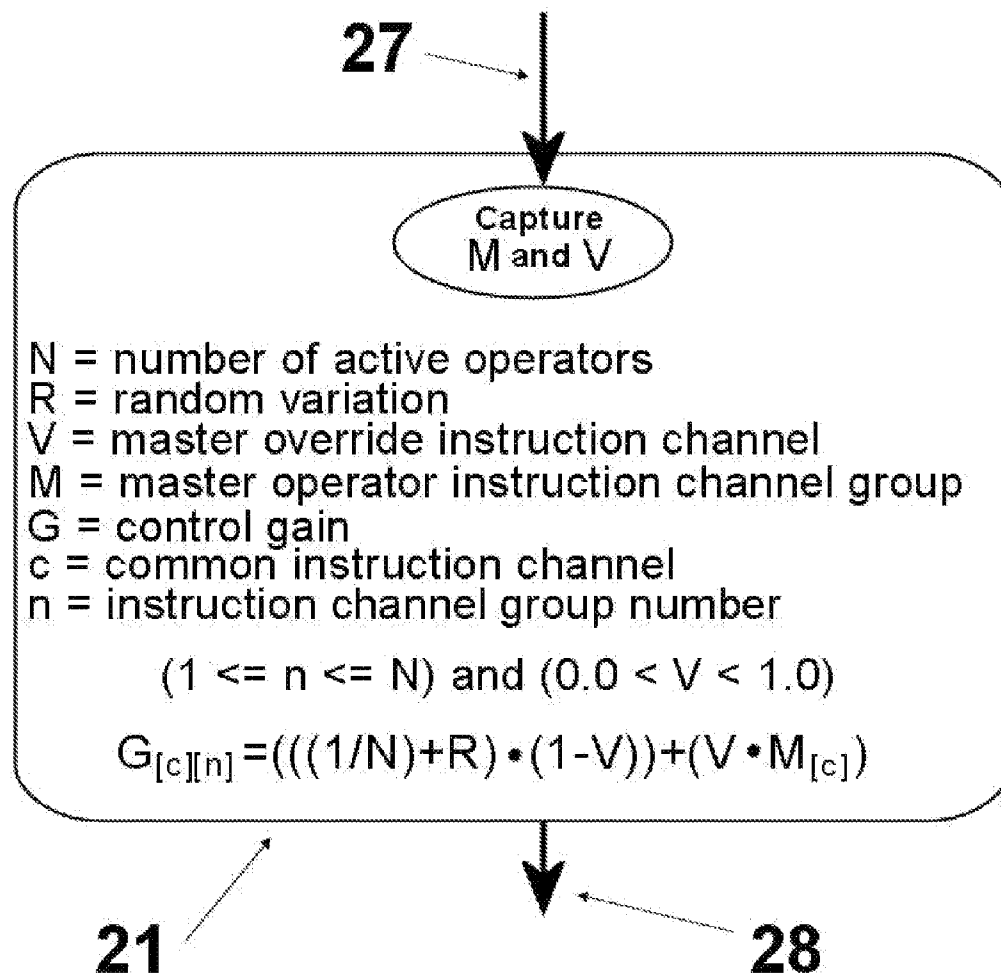 27
Capture
M and V
N = number of active operators
R = random variation
V = master override instruction channel
M = master operator instruction channel group
G = control gain
c = common instruction channel
n = instruction channel group number
(1 <= n <= N) and (0.0 < V < 1.0)
G[c][n] =(((1/N)+R)•(1-V))+(V•M[c])
21
28